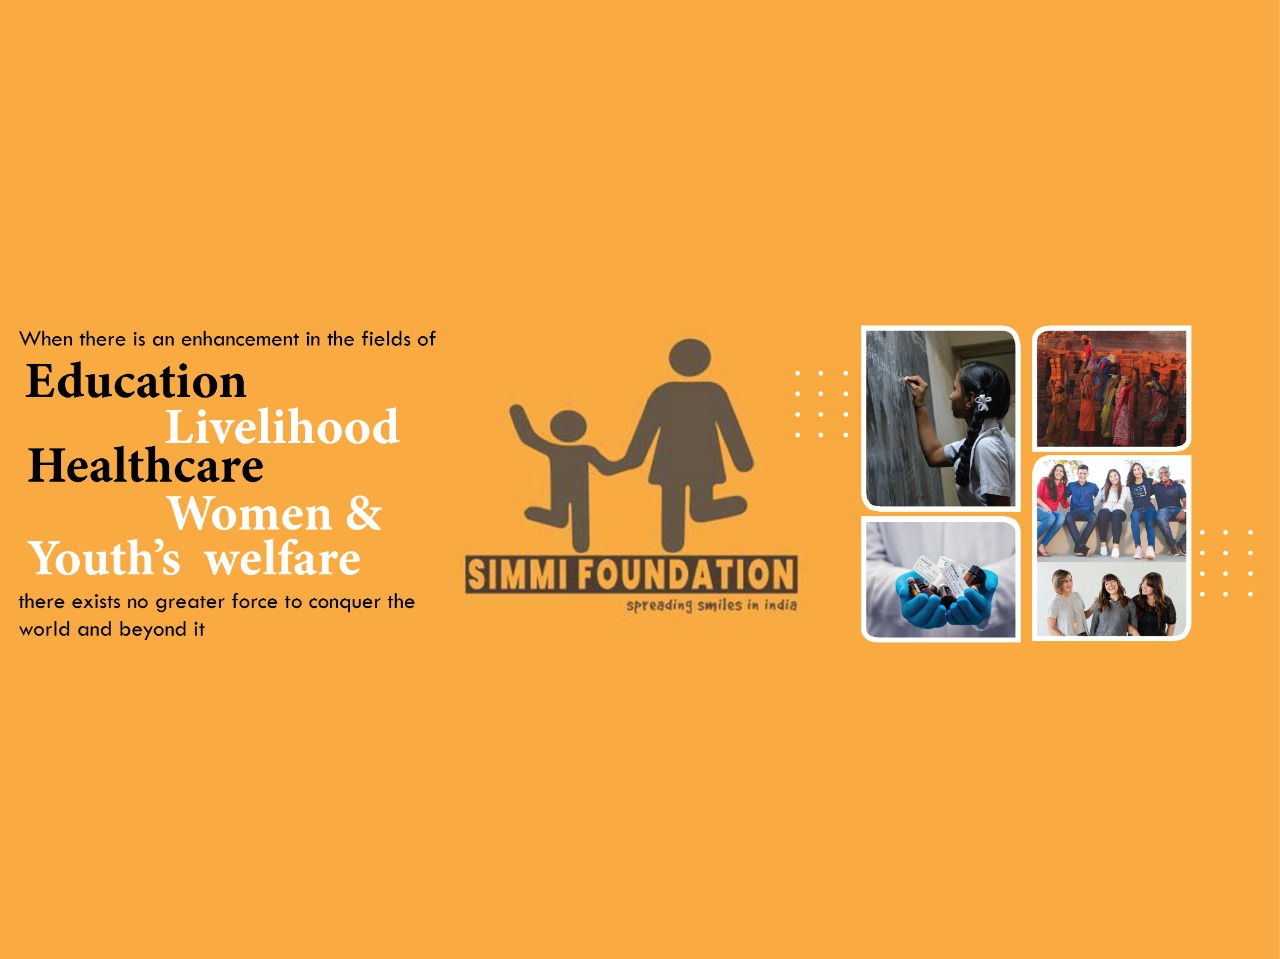 When there is an enhancement in the fields of
Education
Livelihood
Healthcare
Women &
Youth's welfare
there exists no greater force to conquer the
world and beyond it
SIMMI FOUNDATION
spreading smiles in india